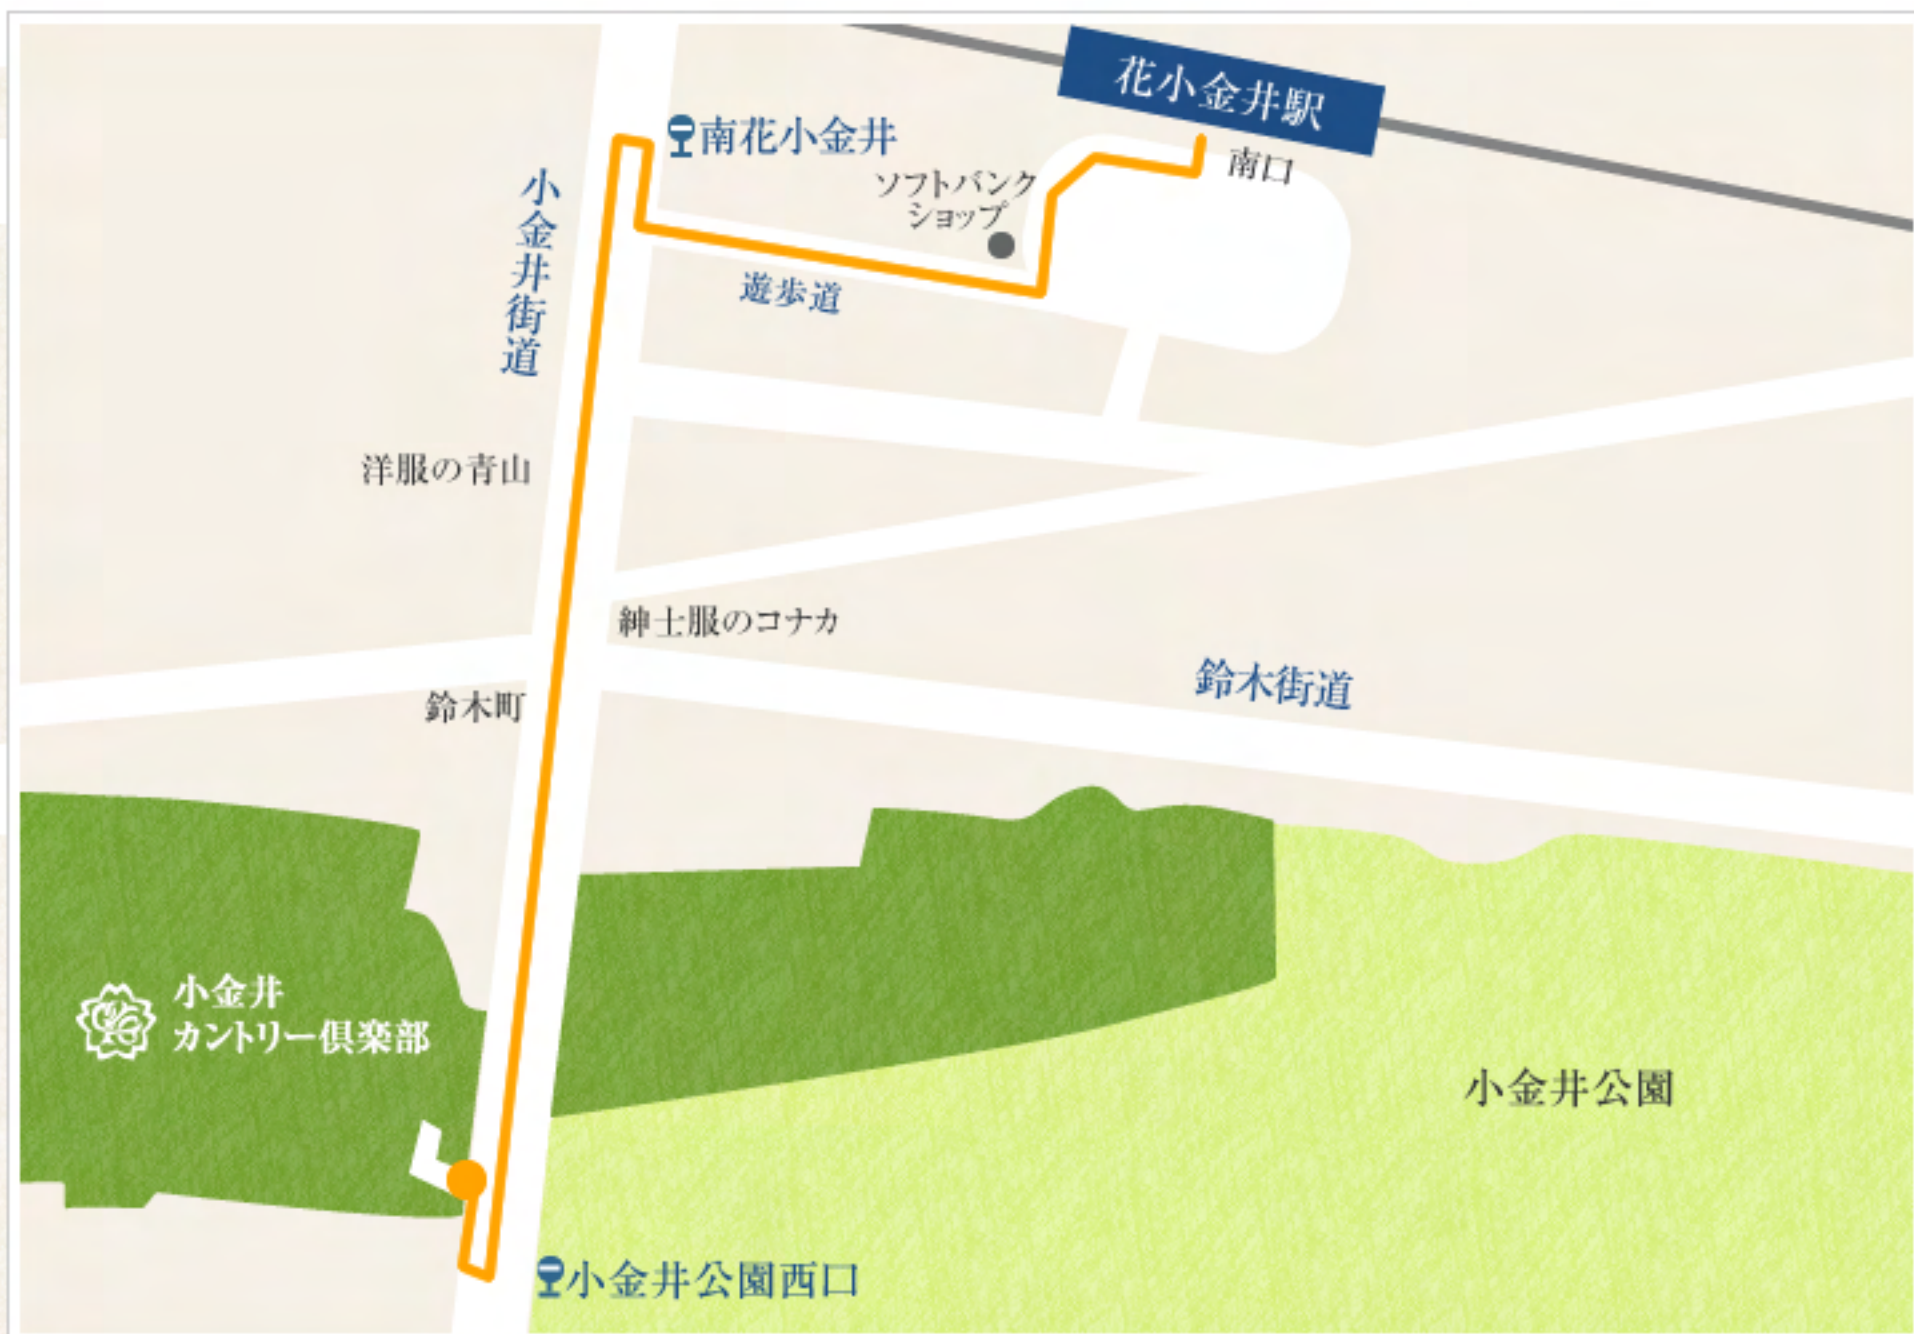 花小金井駅
南口
南花小金井
ソフトバンク
ショップ
小金井街道
遊歩道
洋服の青山
紳士服のコナカ
鈴木街道
鈴木町
小金井
カントリー倶楽部
小金井公園
小金井公園西口